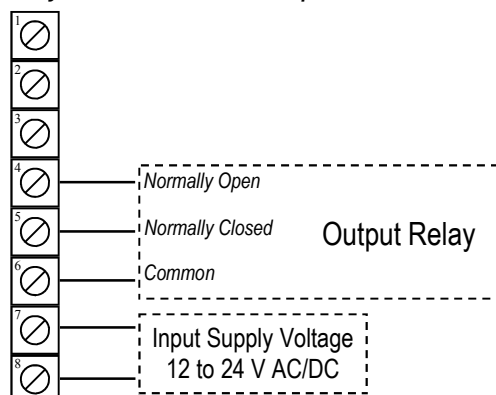 1
2
3
4
Normally Open
5
Normally Closed
Output Relay
6
Common
7
Input Supply Voltage
12 to 24 V AC/DC
8